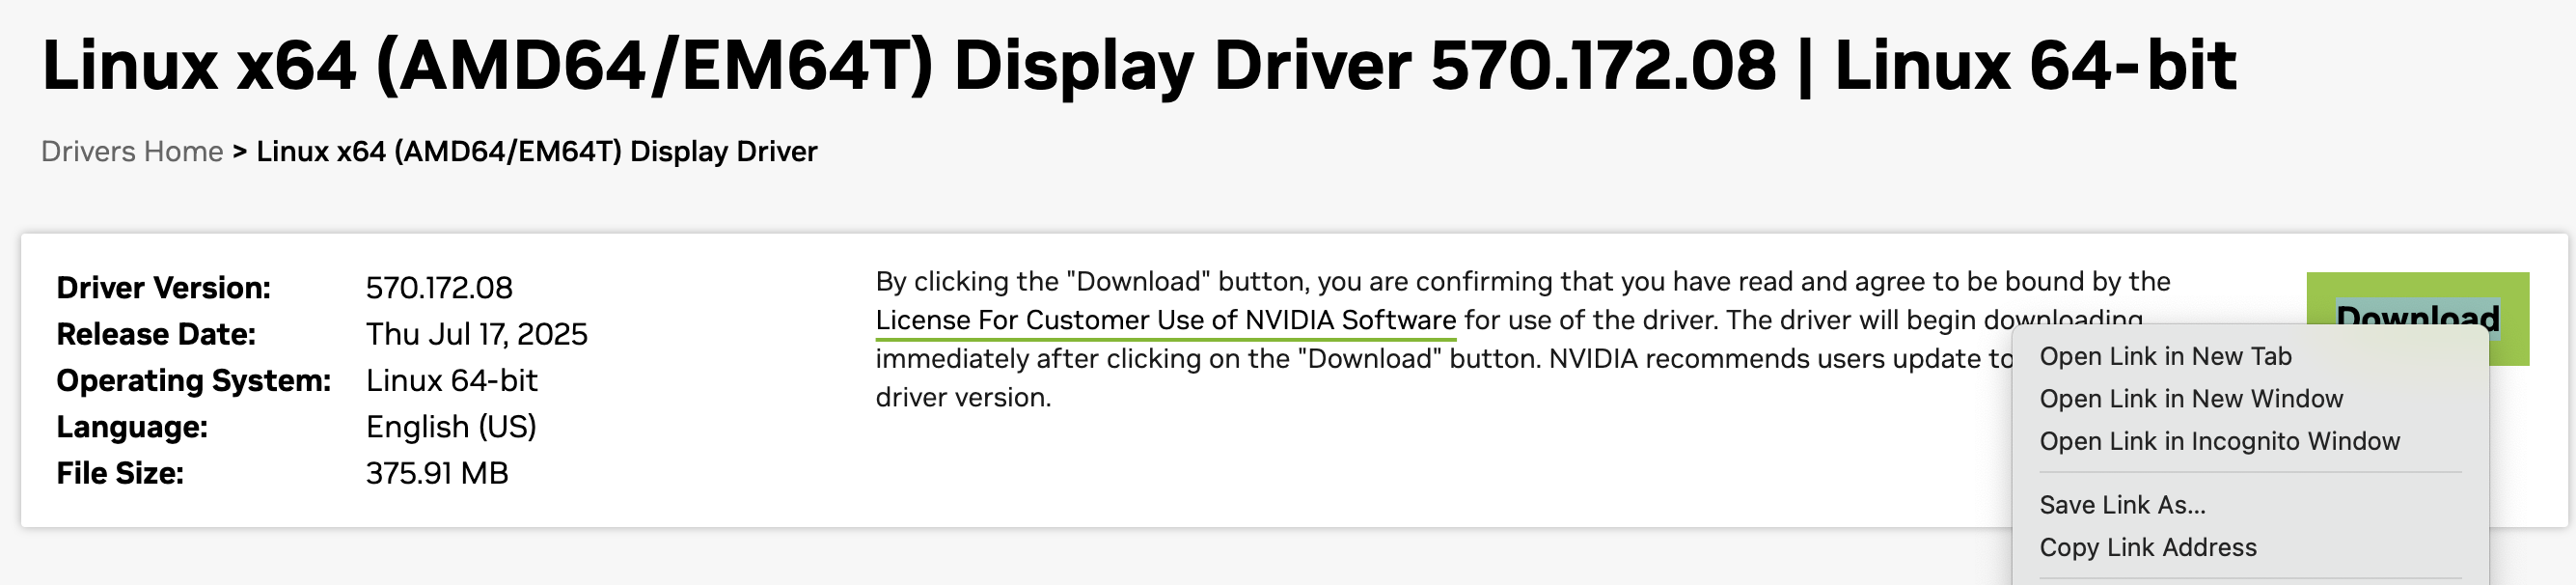 Linux x64 (AMD64/EM64T) Display Driver 570.172.08 | Linux 64-bit
Drivers Home > Linux x64 (AMD64/EM64T) Display Driver
Driver Version: 570.172.08
Release Date: Thu Jul 17, 2025
Operating System: Linux 64-bit
Language: English (US)
File Size: 375.91 MB
By clicking the "Download" button, you are confirming that you have read and agree to be bound by the
License For Customer Use of NVIDIA Software for use of the driver. The driver will begin downloading
immediately after clicking on the "Download" button. NVIDIA recommends users update to
driver version.
Download
Open Link in New Tab
Open Link in New Window
Open Link in Incognito Window
Save Link As...
Copy Link Address